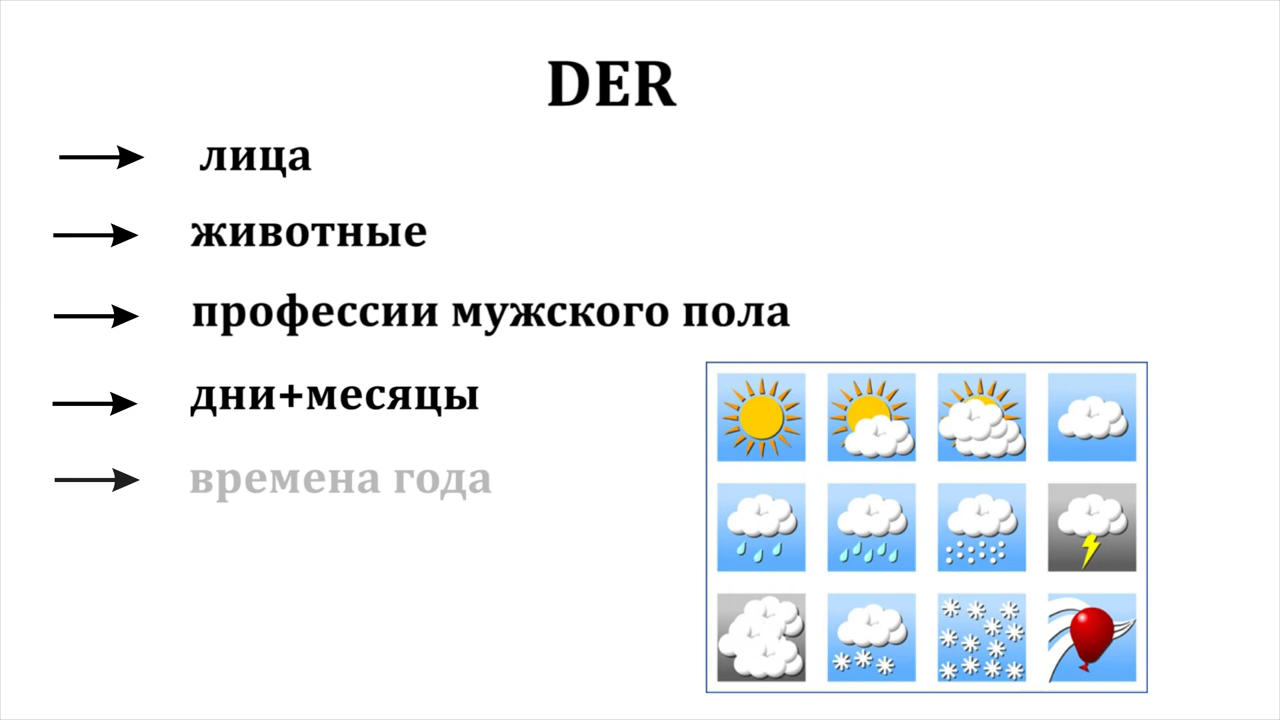 DER
лица
животные
профессии мужского пола
дни+месяцы
времена года